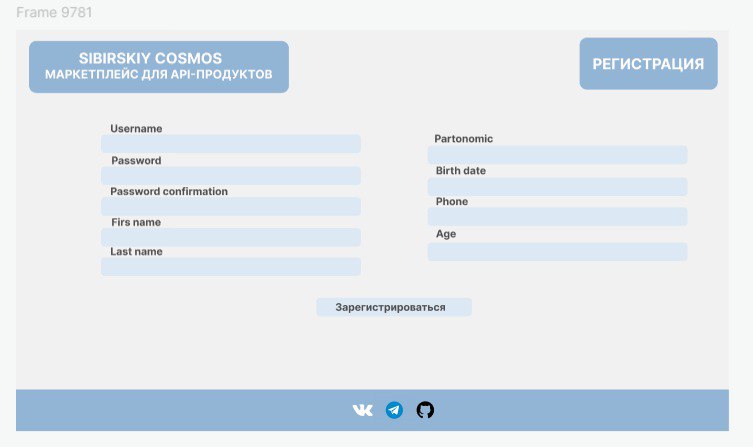 Frame 9781
SIBIRSKIY COSMOS
МАРКЕТПЛЕЙС ДЛЯ API-ПРОДУКТОВ
РЕГИСТРАЦИЯ
Username
Password
Password confirmation
Firs name
Last name
Partonomic
Birth date
Phone
Age
Зарегистрироваться